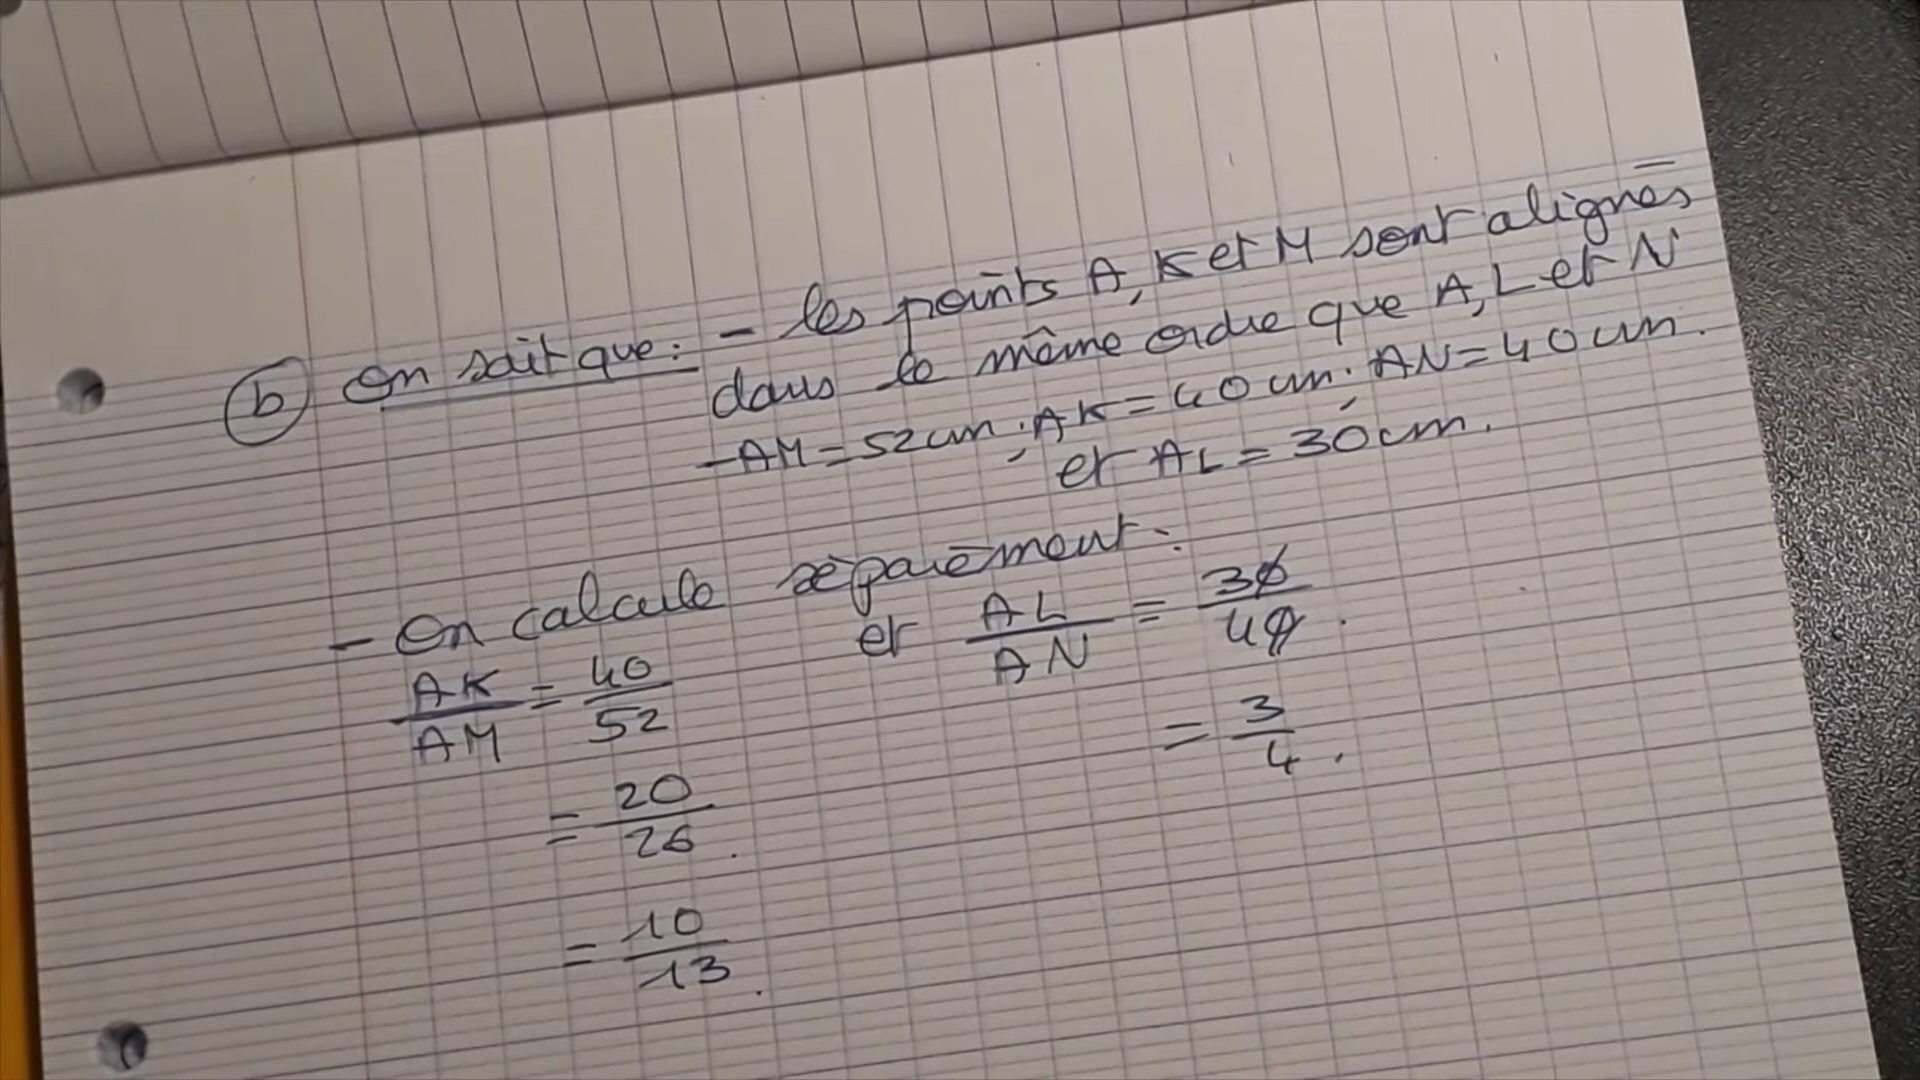 b On sait que : - les points A, K et M sont alignés
dans le même ordre que A, L et N
- AM = 52 cm ; AK = 40 cm ; AN = 40 cm.
et AL = 30 cm.
- On calcule séparément :
AK/AM = 40/52 et AL/AN = 30/40.
= 20/26. = 3/4.
= 10/13.